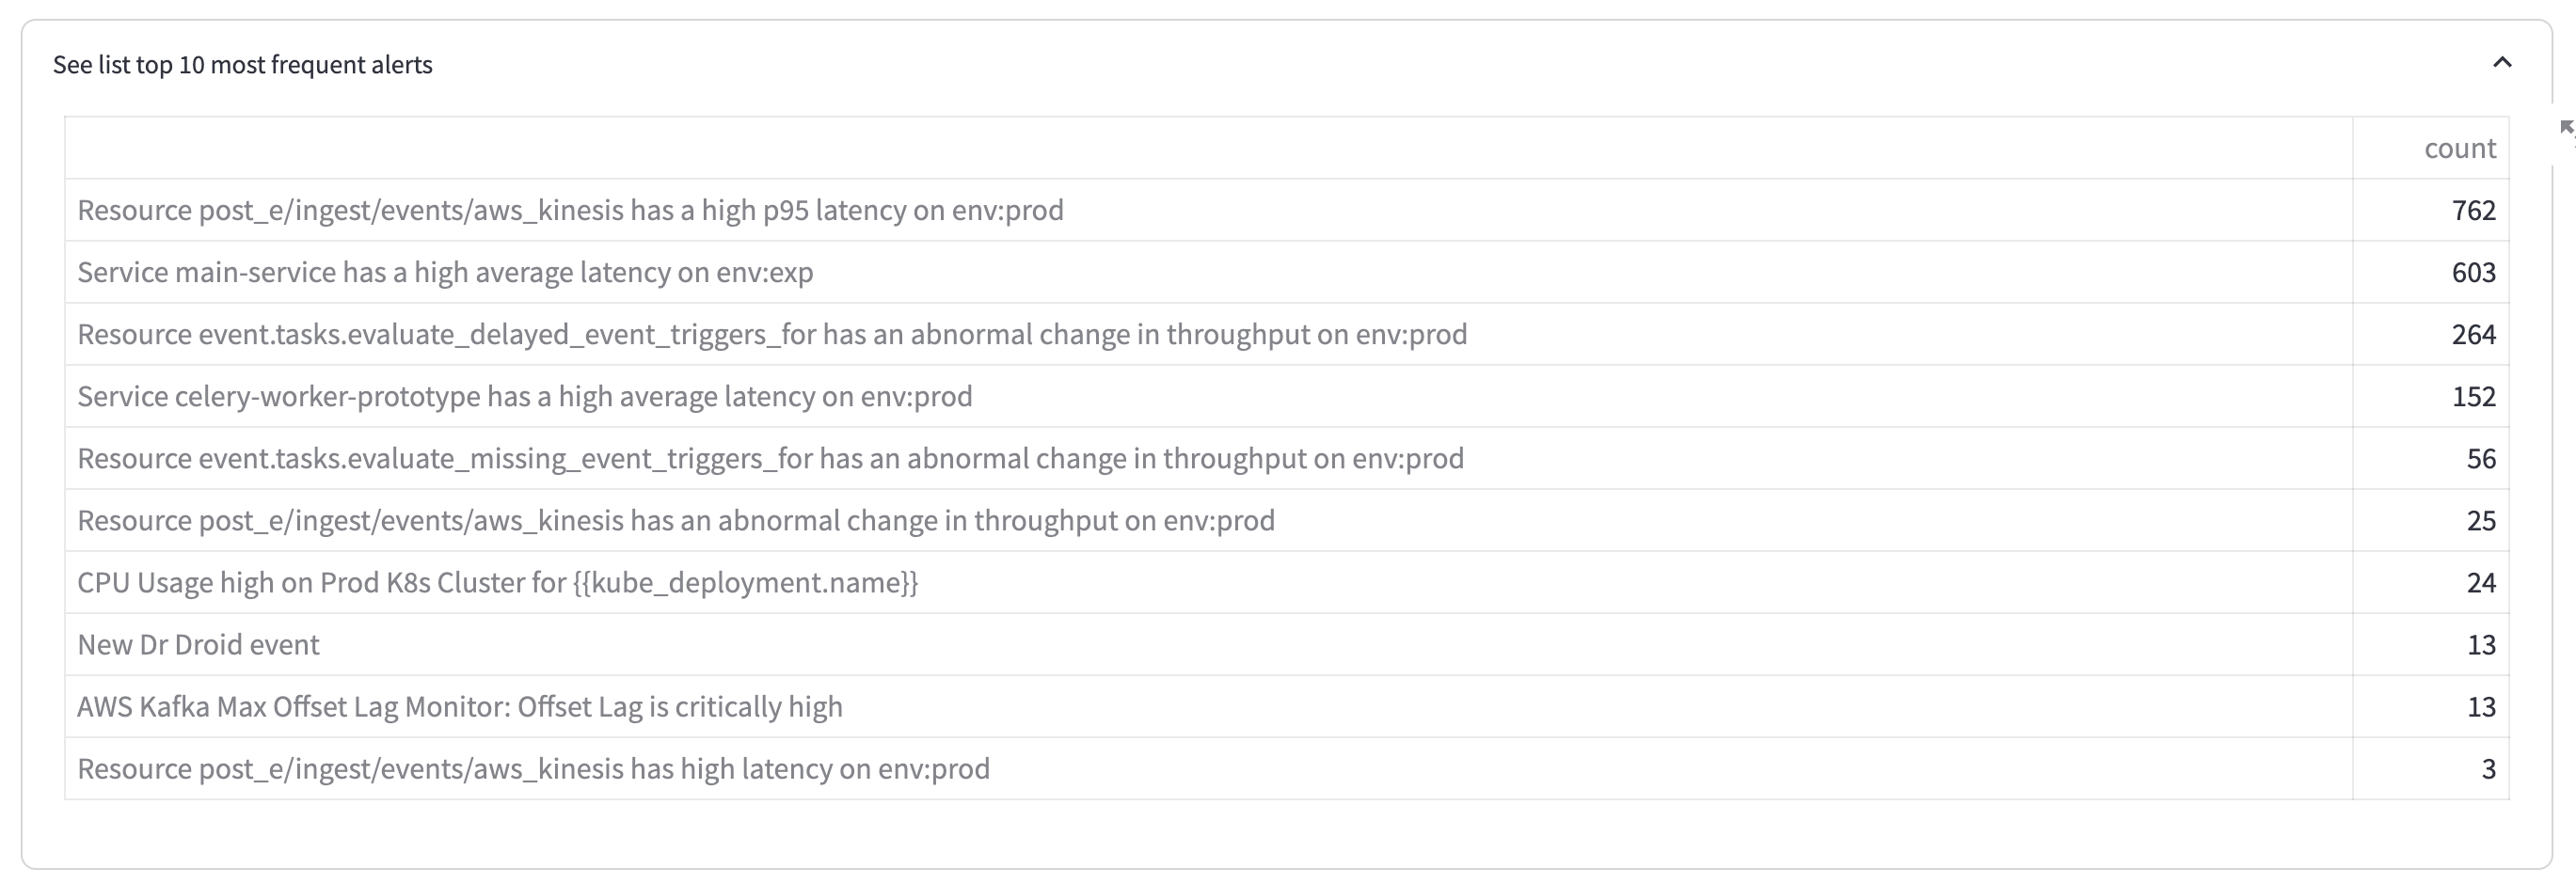 See list top 10 most frequent alerts
count
Resource post_e/ingest/events/aws_kinesis has a high p95 latency on env:prod 762
Service main-service has a high average latency on env:exp 603
Resource event.tasks.evaluate_delayed_event_triggers_for has an abnormal change in throughput on env:prod 264
Service celery-worker-prototype has a high average latency on env:prod 152
Resource event.tasks.evaluate_missing_event_triggers_for has an abnormal change in throughput on env:prod 56
Resource post_e/ingest/events/aws_kinesis has an abnormal change in throughput on env:prod 25
CPU Usage high on Prod K8s Cluster for {{kube_deployment.name}} 24
New Dr Droid event 13
AWS Kafka Max Offset Lag Monitor: Offset Lag is critically high 13
Resource post_e/ingest/events/aws_kinesis has high latency on env:prod 3